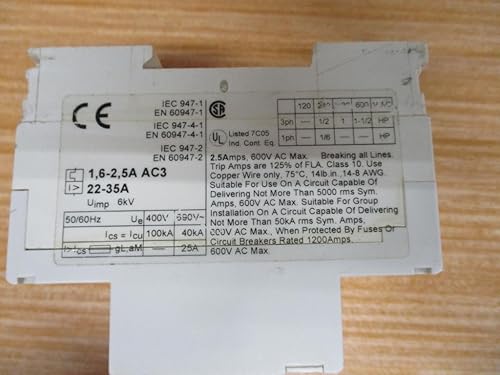 CE
IEC 947-1
EN 60947-1
IEC 947-4-1
EN 60947-4-1
IEC 947-2
EN 60947-2
1,6-2,5A AC3
I> 22-35A
Uimp 6kV
50/60Hz Ue 400V 690V~
Ics = Icu 100kA 40kA
gL,aM — 25A
SA
UL Listed 7C05
Ind. Cont. Eq.
120 600
3pn — 1/2 1 1-1/2 HP
1pn — 1/6 — — HP
2.5Amps, 600V AC Max. Breaking all Lines.
Trip Amps are 125% of FLA. Class 10. Use
Copper Wire only, 75°C, 14lb.in.,14-8 AWG.
Suitable For Use On A Circuit Capable Of
Delivering Not More Than 5000 rms Sym.
Amps, 600V AC Max. Suitable For Group
Installation On A Circuit Capable Of Delivering
Not More Than 50kA rms Sym. Amps,
600V AC Max., When Protected By Fuses Or
Circuit Breakers Rated 1200Amps,
600V AC Max.